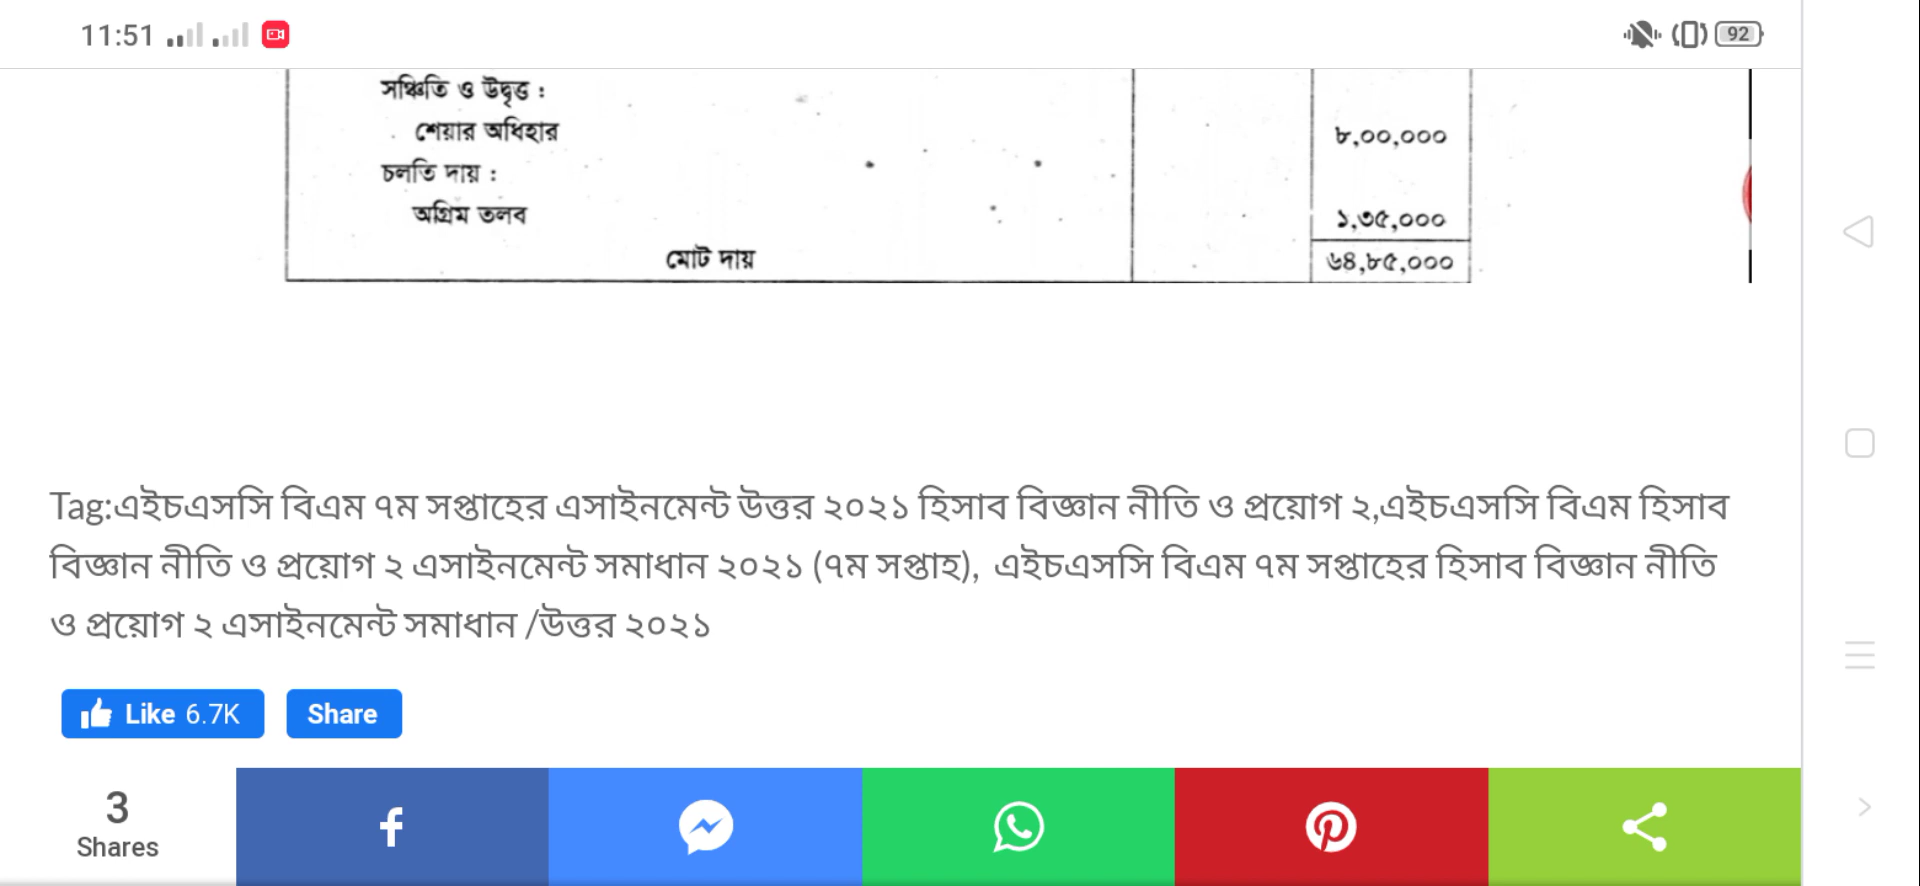 11:51
92
সঞ্চিতি ও উদ্বৃত্ত :
শেয়ার অধিহার ৮,০০,০০০
চলতি দায় :
অগ্রিম তলব ১,৩৫,০০০
মোট দায় ৬৪,৮৫,০০০
Tag:এইচএসসি বিএম ৭ম সপ্তাহের এসাইনমেন্ট উত্তর ২০২১ হিসাব বিজ্ঞান নীতি ও প্রয়োগ ২,এইচএসসি বিএম হিসাব
বিজ্ঞান নীতি ও প্রয়োগ ২ এসাইনমেন্ট সমাধান ২০২১ (৭ম সপ্তাহ), এইচএসসি বিএম ৭ম সপ্তাহের হিসাব বিজ্ঞান নীতি
ও প্রয়োগ ২ এসাইনমেন্ট সমাধান /উত্তর ২০২১
Like 6.7K Share
3
Shares